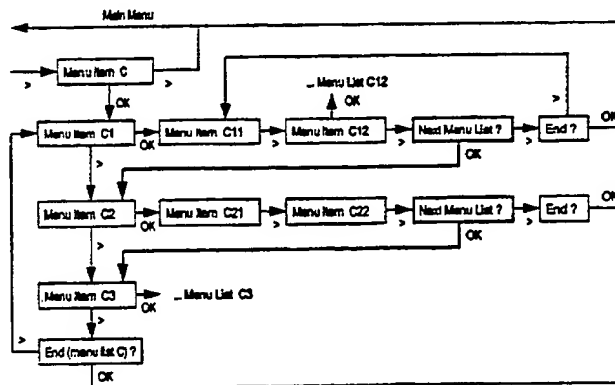 Main Menu
Menu Item C
>
>
OK
... Menu List C12
OK
>
Menu Item C1
OK
Menu Item C11
>
Menu Item C12
>
Next Menu List ?
>
End ?
OK
>
OK
Menu Item C2
OK
Menu Item C21
>
Menu Item C22
>
Next Menu List ?
>
End ?
OK
>
OK
Menu Item C3
OK
... Menu List C3
>
>
End (menu list C) ?
OK